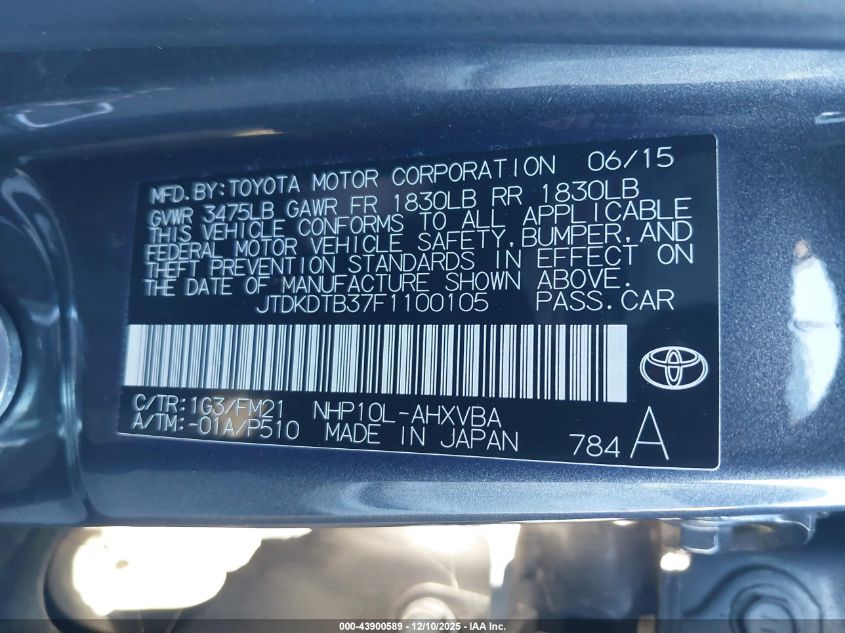 MFD. BY: TOYOTA MOTOR CORPORATION 06/15
GVWR 3475LB GAWR FR 1830LB RR 1830LB
THIS VEHICLE CONFORMS TO ALL APPLICABLE
FEDERAL MOTOR VEHICLE SAFETY, BUMPER, AND
THEFT PREVENTION STANDARDS IN EFFECT ON
THE DATE OF MANUFACTURE SHOWN ABOVE.
JTDKDTB37F1100105 PASS. CAR
C/TR: 1G3/FM21 NHP10L-AHXVBA
A/TM: -01A/P510 MADE IN JAPAN 784 A
000-43900589 - 12/10/2025 - IAA Inc.